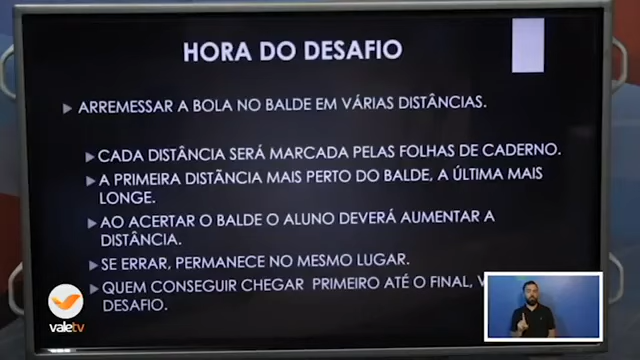 HORA DO DESAFIO
ARREMESSAR A BOLA NO BALDE EM VÁRIAS DISTÂNCIAS.
CADA DISTÂNCIA SERÁ MARCADA PELAS FOLHAS DE CADERNO.
A PRIMEIRA DISTÃNCIA MAIS PERTO DO BALDE, A ÚLTIMA MAIS
LONGE.
AO ACERTAR O BALDE O ALUNO DEVERÁ AUMENTAR A
DISTÂNCIA.
SE ERRAR, PERMANECE NO MESMO LUGAR.
QUEM CONSEGUIR CHEGAR PRIMEIRO ATÉ O FINAL,
DESAFIO.
valetv